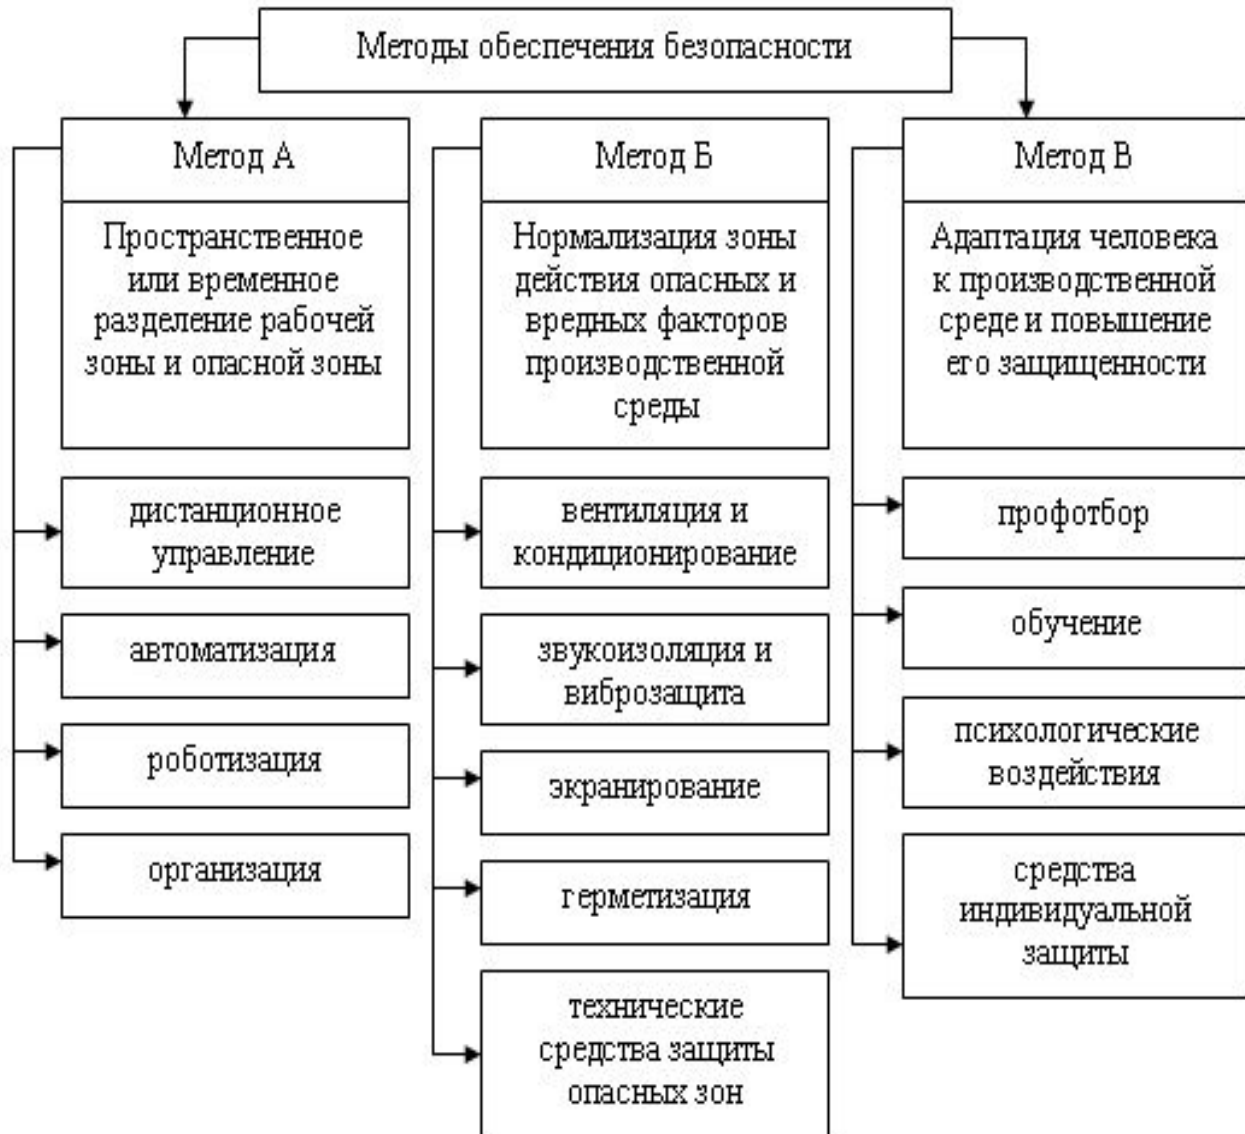 Методы обеспечения безопасности
Метод А
Пространственное
или временное
разделение рабочей
зоны и опасной зоны
дистанционное
управление
автоматизация
роботизация
организация
Метод Б
Нормализация зоны
действия опасных и
вредных факторов
производственной
среды
вентиляция и
кондиционирование
звукоизоляция и
виброзащита
экранирование
герметизация
технические
средства защиты
опасных зон
Метод В
Адаптация человека
к производственной
среде и повышение
его защищенности
профотбор
обучение
психологические
воздействия
средства
индивидуальной
защиты